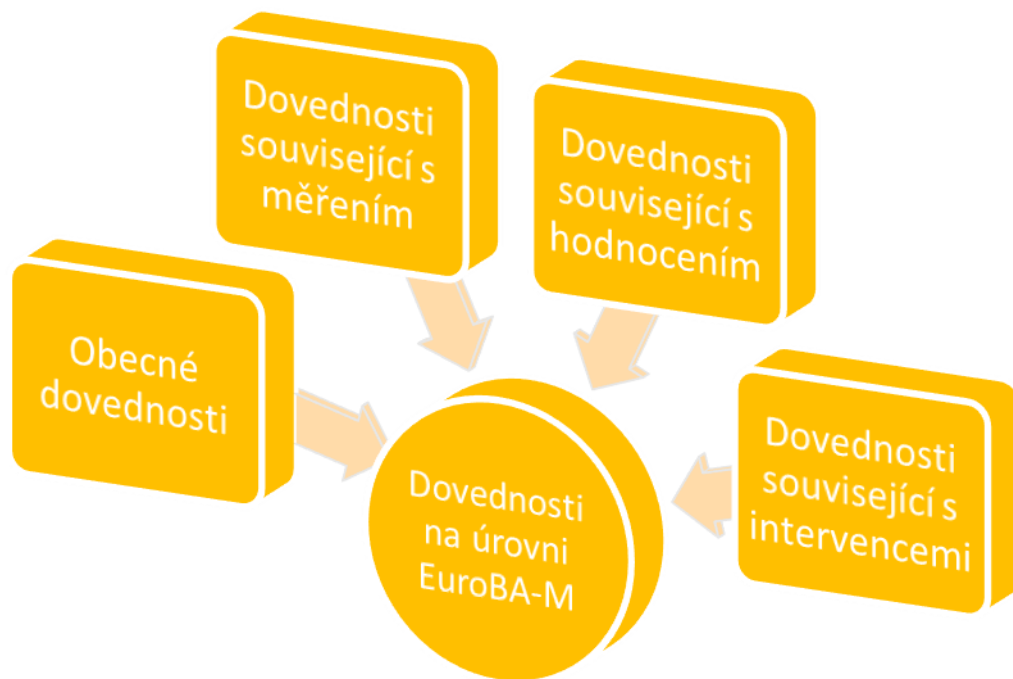 Dovednosti
související s
měřením
Dovednosti
související s
hodnocením
Obecné
dovednosti
Dovednosti
související s
intervencemi
Dovednosti
na úrovni
EuroBA-M